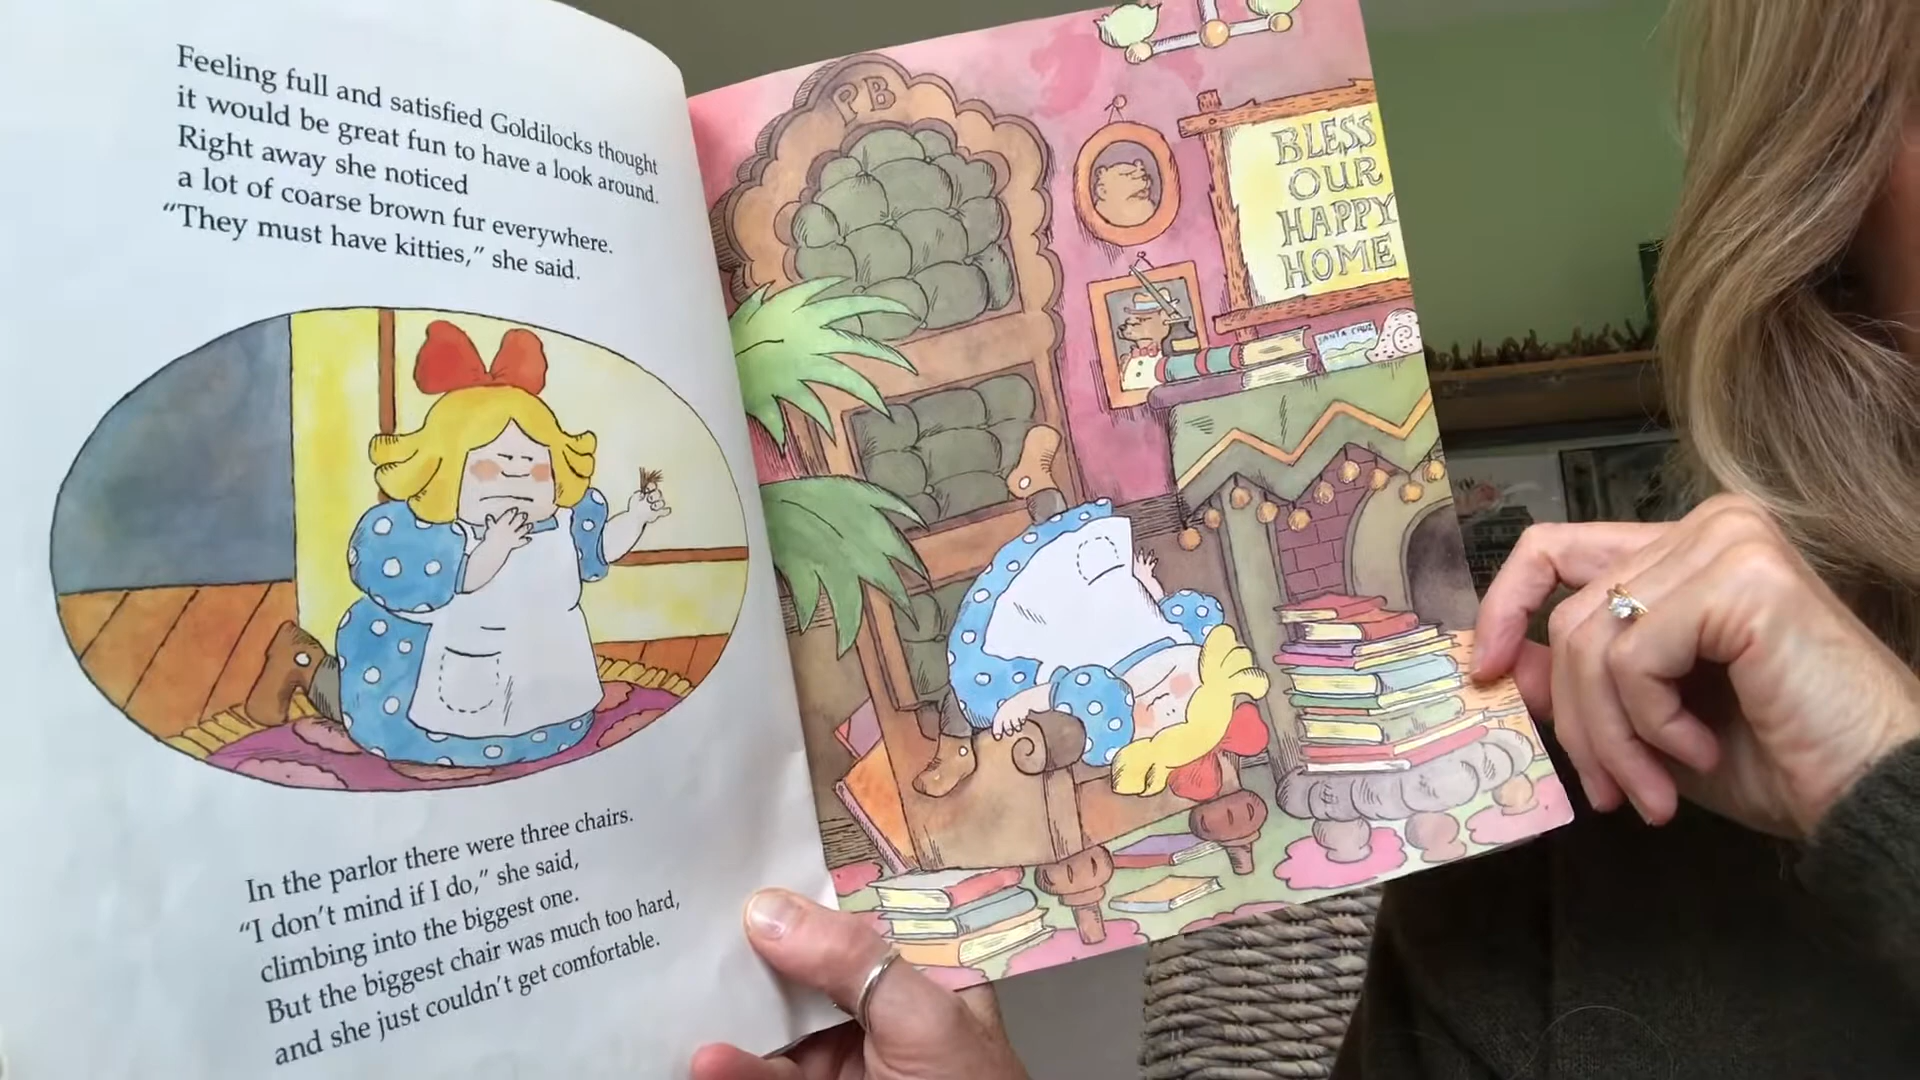 Feeling full and satisfied Goldilocks thought
it would be great fun to have a look around.
Right away she noticed
a lot of coarse brown fur everywhere.
“They must have kitties,” she said.
In the parlor there were three chairs.
“I don’t mind if I do,” she said,
climbing into the biggest one.
But the biggest chair was much too hard,
and she just couldn’t get comfortable.
PB
BLESS
OUR
HAPPY
HOME
SANTA CRUZ